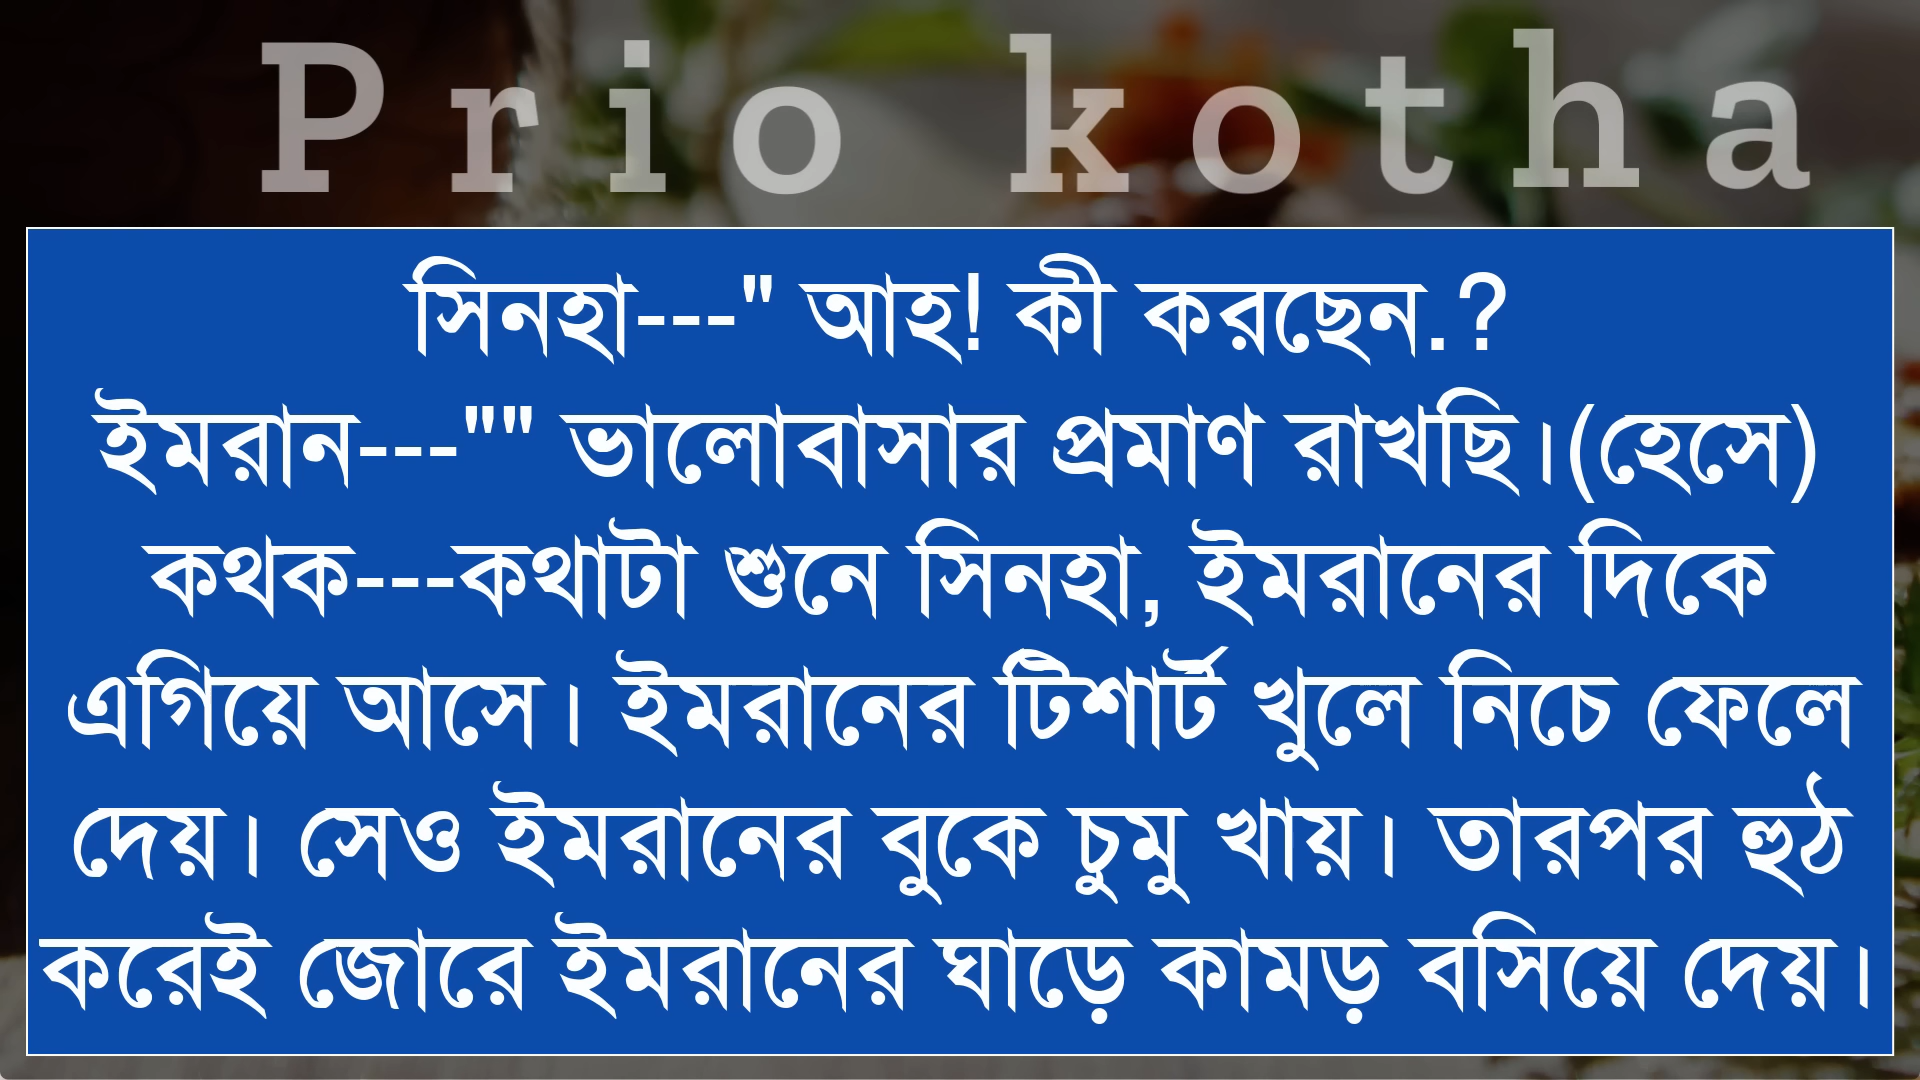 Prio kotha
সিনহা---" আহ! কী করছেন.?
ইমরান---"" ভালোবাসার প্রমাণ রাখছি।(হেসে)
কথক---কথাটা শুনে সিনহা, ইমরানের দিকে
এগিয়ে আসে। ইমরানের টিশার্ট খুলে নিচে ফেলে
দেয়। সেও ইমরানের বুকে চুমু খায়। তারপর হুঠ
করেই জোরে ইমরানের ঘাড়ে কামড় বসিয়ে দেয়।